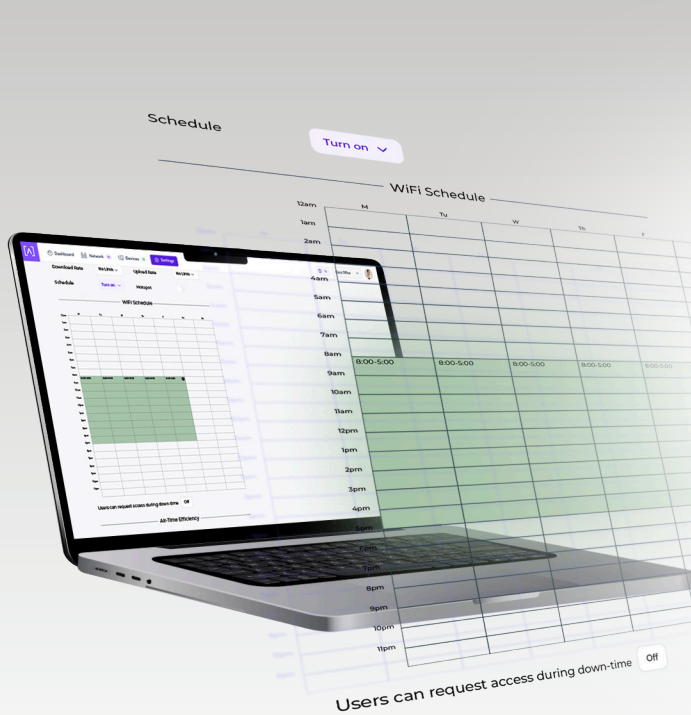 Schedule
Turn on
WiFi Schedule
12am
M
Tu
W
Th
F
1am
2am
4am
5am
6am
7am
8am
8:00-5:00 8:00-5:00 8:00-5:00 8:00-5:00 8:00-5:00
9am
10am
11am
12pm
1pm
2pm
3pm
4pm
5pm
6pm
7pm
8pm
9pm
10pm
11pm
Users can request access during down-time Off
Dashboard Network Devices Settings
Download Rate No Limit Upload Rate No Limit
Schedule Turn on Hotspot
WiFi Schedule
Users can request access during down-time Off
Air-Time Efficiency